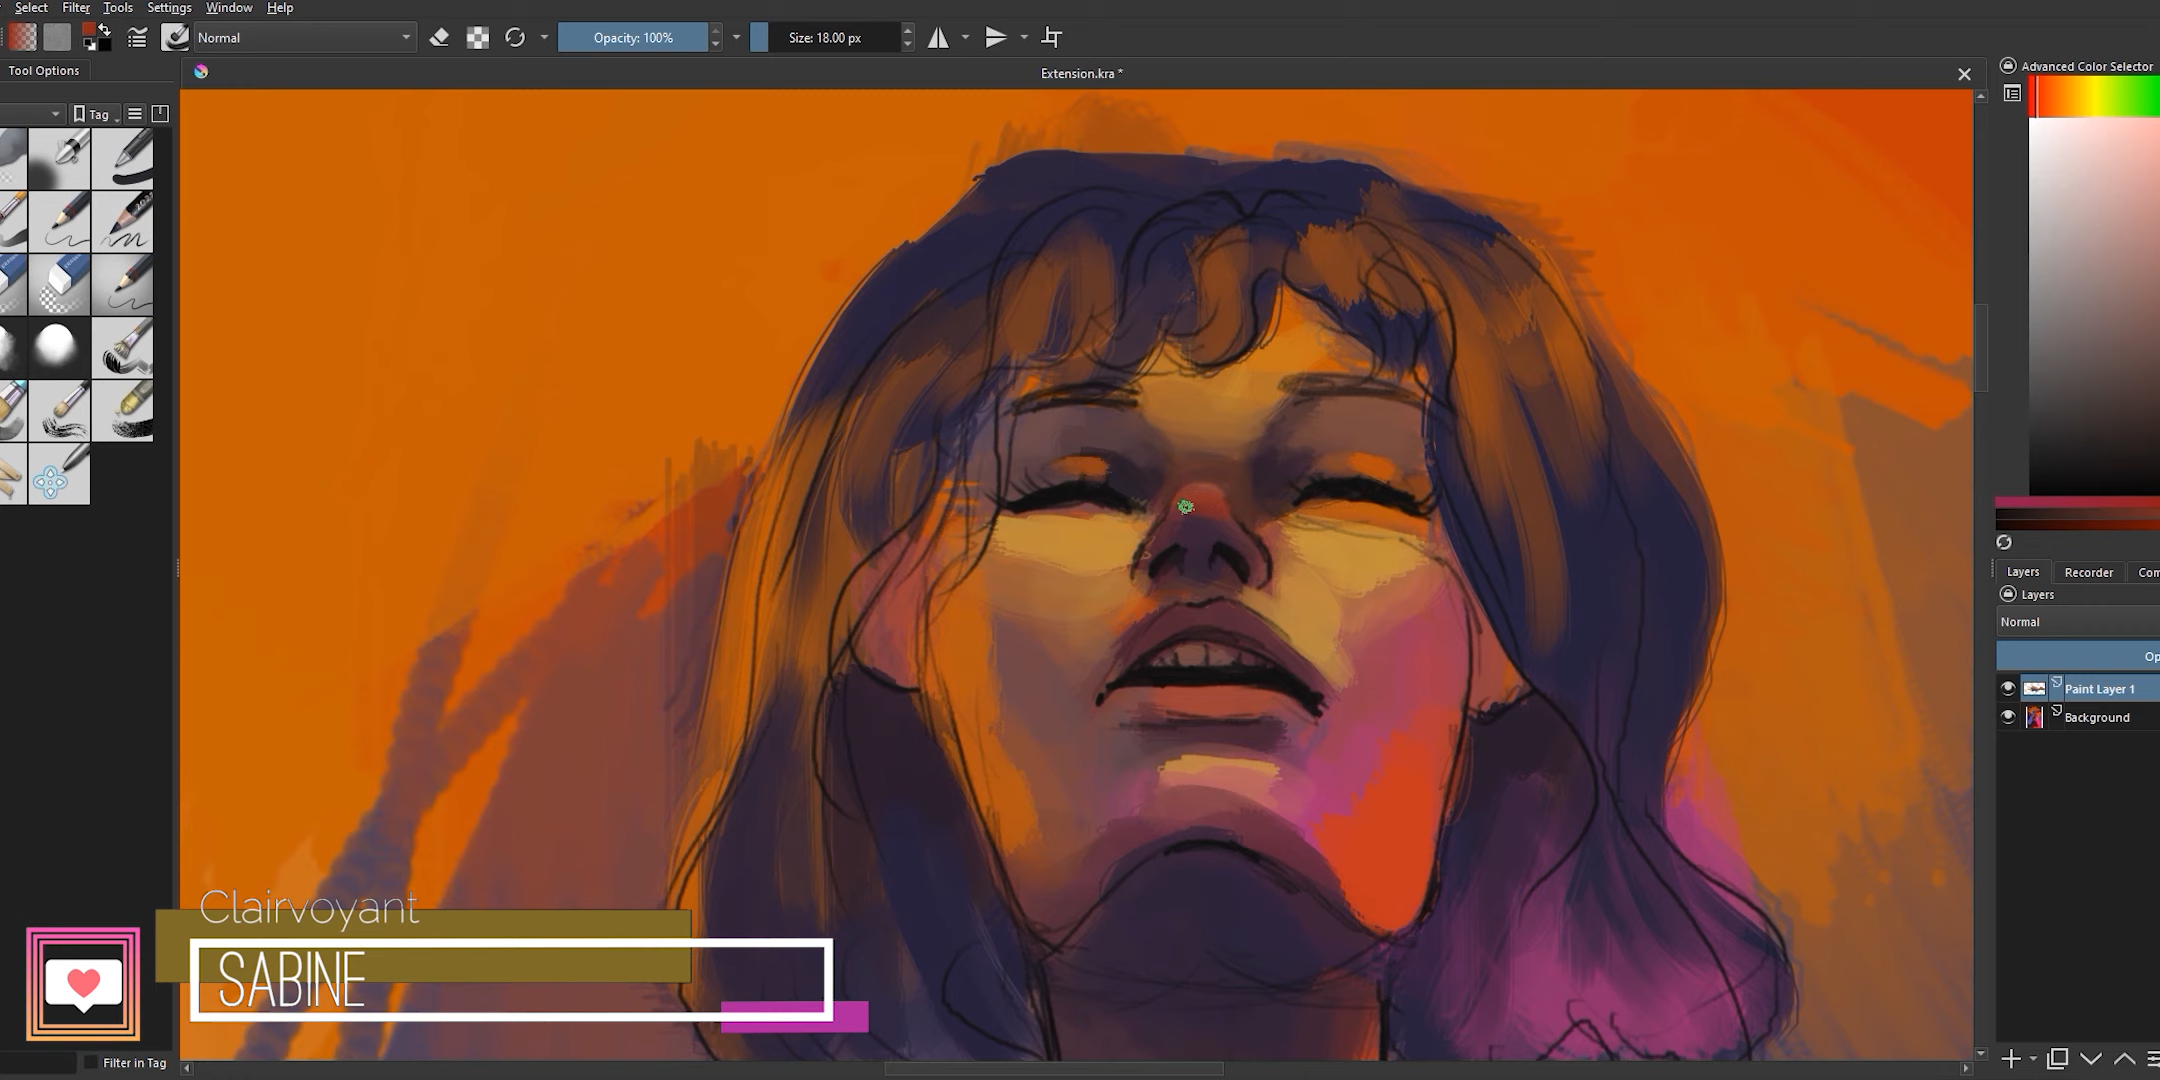 Select Filter Tools Settings Window Help
Normal Opacity: 100% Size: 18.00 px
Tool Options
Extension.kra *
Advanced Color Selector
Tag
Layers Recorder
Layers
Normal
Paint Layer 1
Background
Clairvoyant
SABINE
Filter in Tag